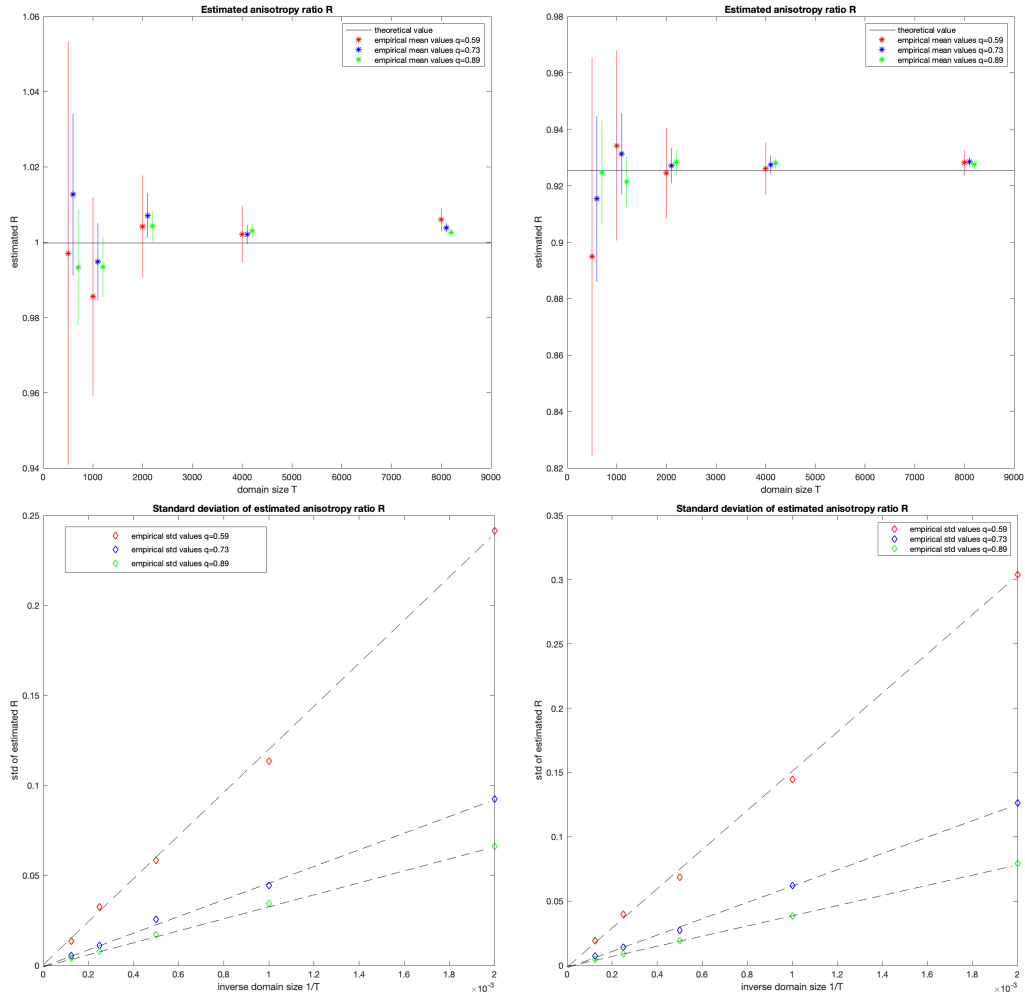 Estimated anisotropy ratio R
1.06
1.04
1.02
1
0.98
0.96
0.94
estimated R
theoretical value
empirical mean values q=0.59
empirical mean values q=0.73
empirical mean values q=0.89
0 1000 2000 3000 4000 5000 6000 7000 8000 9000
domain size T
Estimated anisotropy ratio R
0.98
0.96
0.94
0.92
0.9
0.88
0.86
0.84
0.82
estimated R
theoretical value
empirical mean values q=0.59
empirical mean values q=0.73
empirical mean values q=0.89
0 1000 2000 3000 4000 5000 6000 7000 8000 9000
domain size T
Standard deviation of estimated anisotropy ratio R
0.25
0.2
0.15
0.1
0.05
0
std of estimated R
empirical std values q=0.59
empirical std values q=0.73
empirical std values q=0.89
0 0.2 0.4 0.6 0.8 1 1.2 1.4 1.6 1.8 2
inverse domain size 1/T
×10⁻³
Standard deviation of estimated anisotropy ratio R
0.35
0.3
0.25
0.2
0.15
0.1
0.05
0
std of estimated R
empirical std values q=0.59
empirical std values q=0.73
empirical std values q=0.89
0 0.2 0.4 0.6 0.8 1 1.2 1.4 1.6 1.8 2
inverse domain size 1/T
×10⁻³